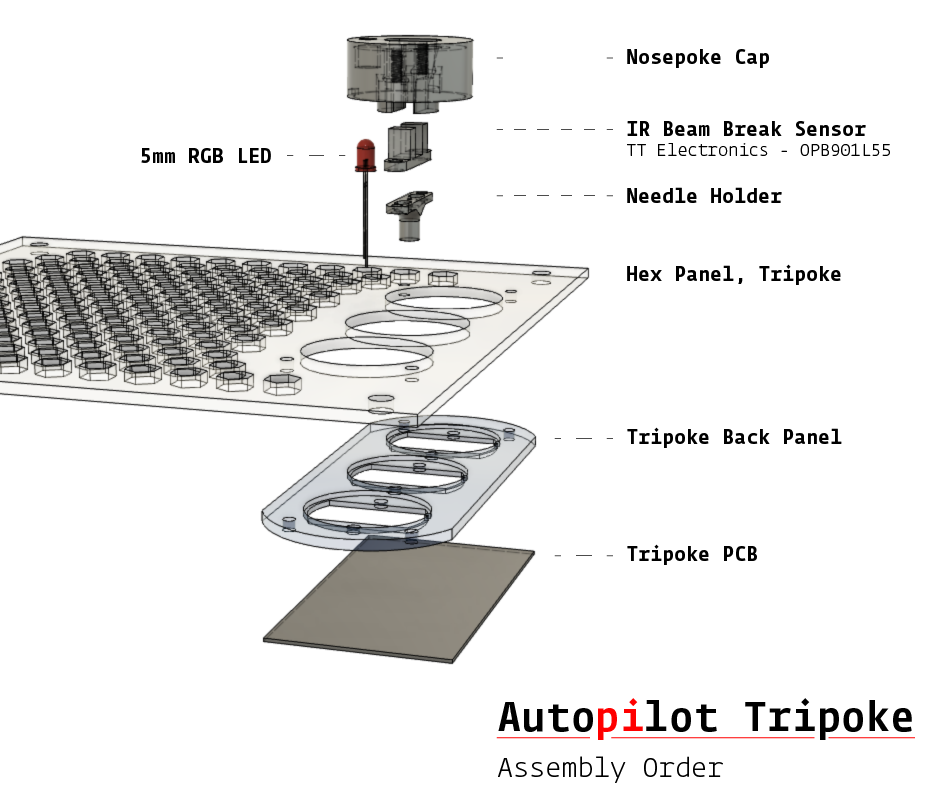 Nosepoke Cap
IR Beam Break Sensor
TT Electronics - OPB901L55
5mm RGB LED
Needle Holder
Hex Panel, Tripoke
Tripoke Back Panel
Tripoke PCB
Autopilot Tripoke
Assembly Order